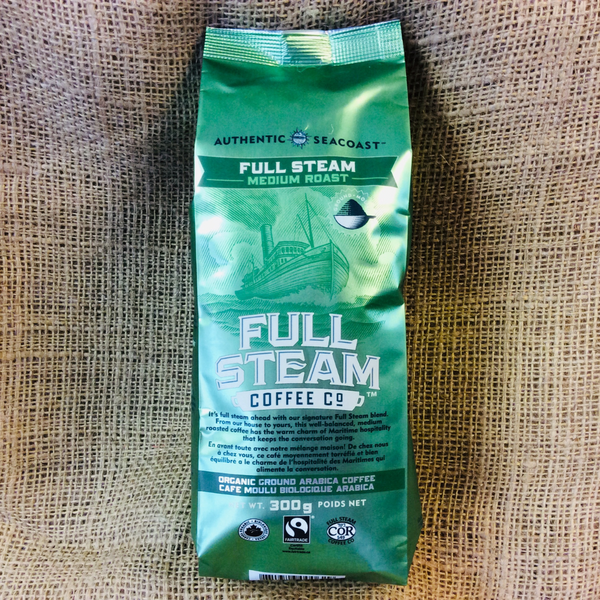 AUTHENTIC SEACOAST™
FULL STEAM
MEDIUM ROAST
FULL
STEAM™
COFFEE Cº
It's full steam ahead with our signature Full Steam blend.
From our house to yours, this well-balanced, medium
roasted coffee has the warm charm of Maritime hospitality
that keeps the conversation going.
En avant toute avec notre mélange maison! De chez nous
à chez vous, ce café moyennement torréfié et bien
équilibré a le charme de l'hospitalité des Maritimes qui
alimente la conversation.
ORGANIC GROUND ARABICA COFFEE
CAFÉ MOULU BIOLOGIQUE ARABICA
WT. 300g POIDS NET
FAIRTRADE
COR